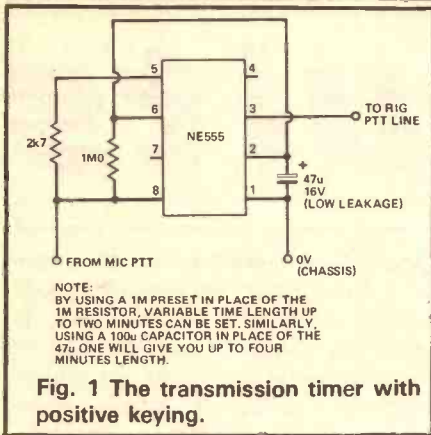 5
4
6
3
TO RIG
PTT LINE
2k7
1M0
NE555
7
2
+
47u
16V
(LOW LEAKAGE)
8
1
FROM MIC PTT
0V
(CHASSIS)
NOTE:
BY USING A 1M PRESET IN PLACE OF THE
1M RESISTOR, VARIABLE TIME LENGTH UP
TO TWO MINUTES CAN BE SET. SIMILARLY,
USING A 100u CAPACITOR IN PLACE OF THE
47u ONE WILL GIVE YOU UP TO FOUR
MINUTES LENGTH.
Fig. 1 The transmission timer with
positive keying.